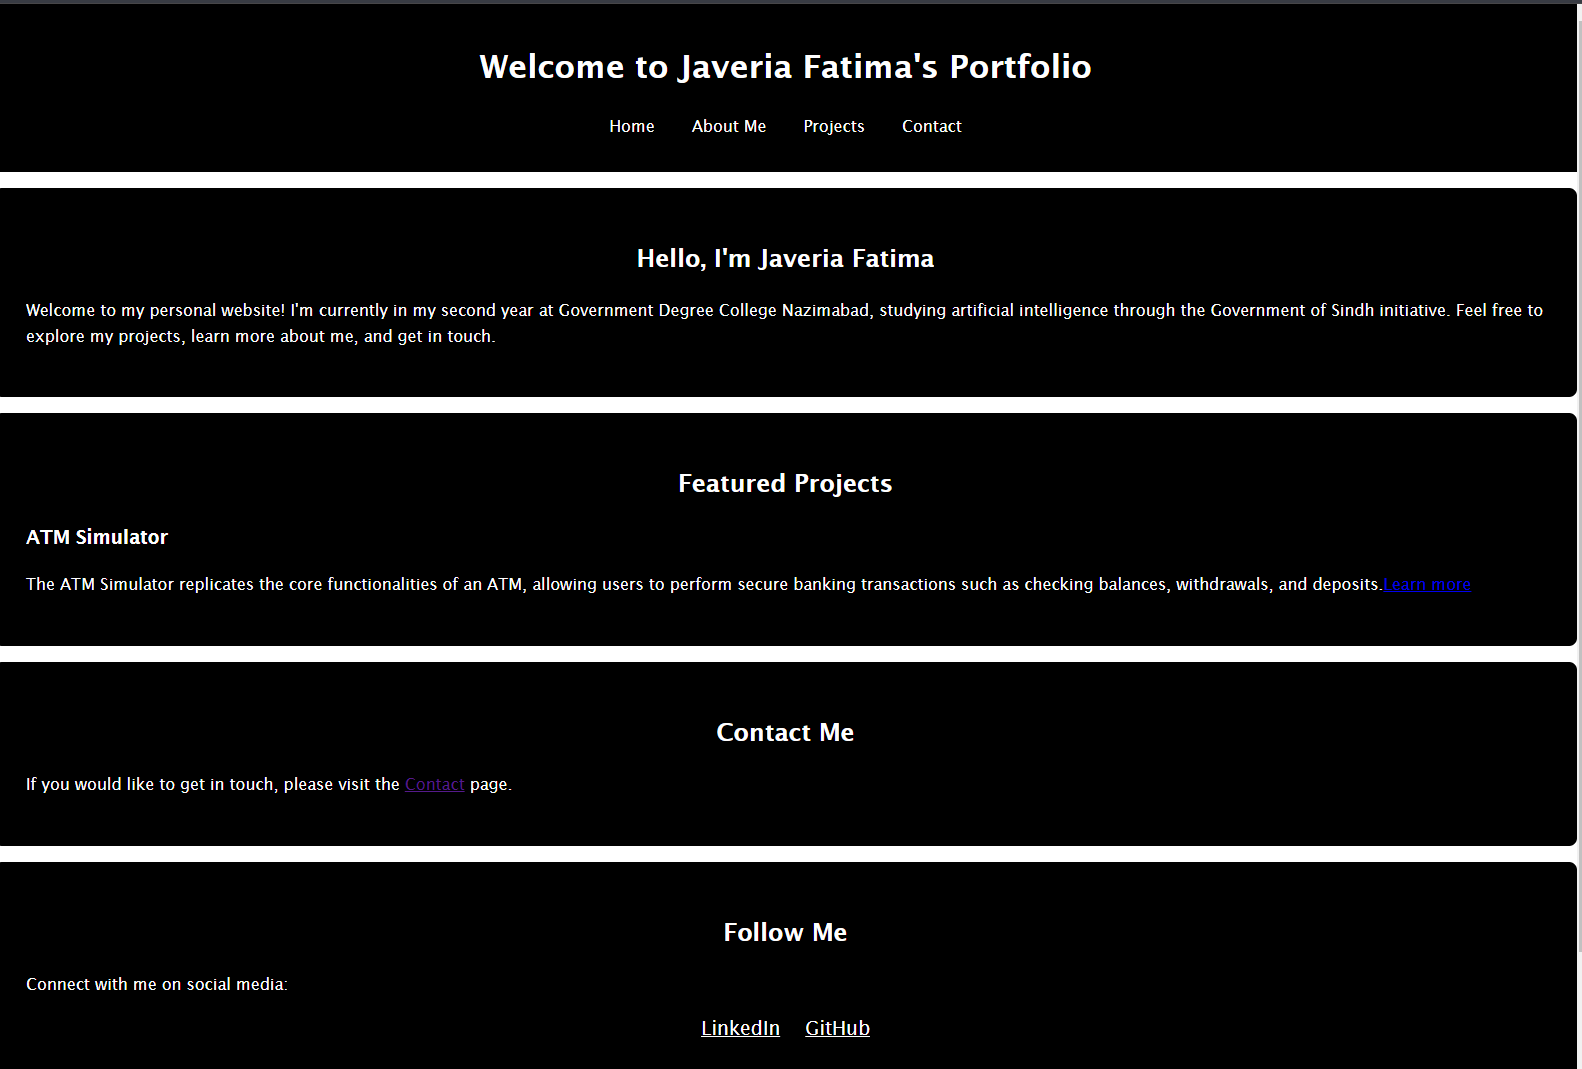 Welcome to Javeria Fatima's Portfolio
Home About Me Projects Contact
Hello, I'm Javeria Fatima
Welcome to my personal website! I'm currently in my second year at Government Degree College Nazimabad, studying artificial intelligence through the Government of Sindh initiative. Feel free to
explore my projects, learn more about me, and get in touch.
Featured Projects
ATM Simulator
The ATM Simulator replicates the core functionalities of an ATM, allowing users to perform secure banking transactions such as checking balances, withdrawals, and deposits.Learn more
Contact Me
If you would like to get in touch, please visit the Contact page.
Follow Me
Connect with me on social media:
LinkedIn GitHub